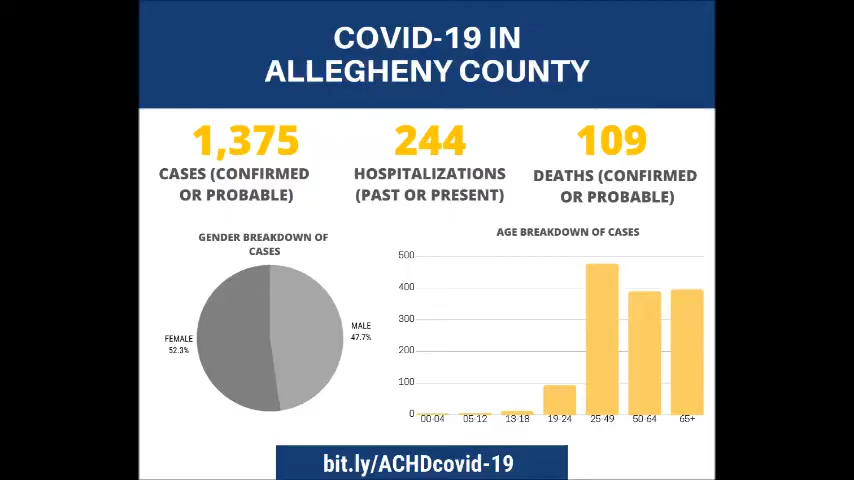 COVID-19 IN
ALLEGHENY COUNTY
1,375
CASES (CONFIRMED
OR PROBABLE)
244
HOSPITALIZATIONS
(PAST OR PRESENT)
109
DEATHS (CONFIRMED
OR PROBABLE)
GENDER BREAKDOWN OF
CASES
FEMALE
52.3%
MALE
47.7%
AGE BREAKDOWN OF CASES
500
400
300
200
100
0
00-04 05-12 13-18 19-24 25-49 50-64 65+
bit.ly/ACHDcovid-19